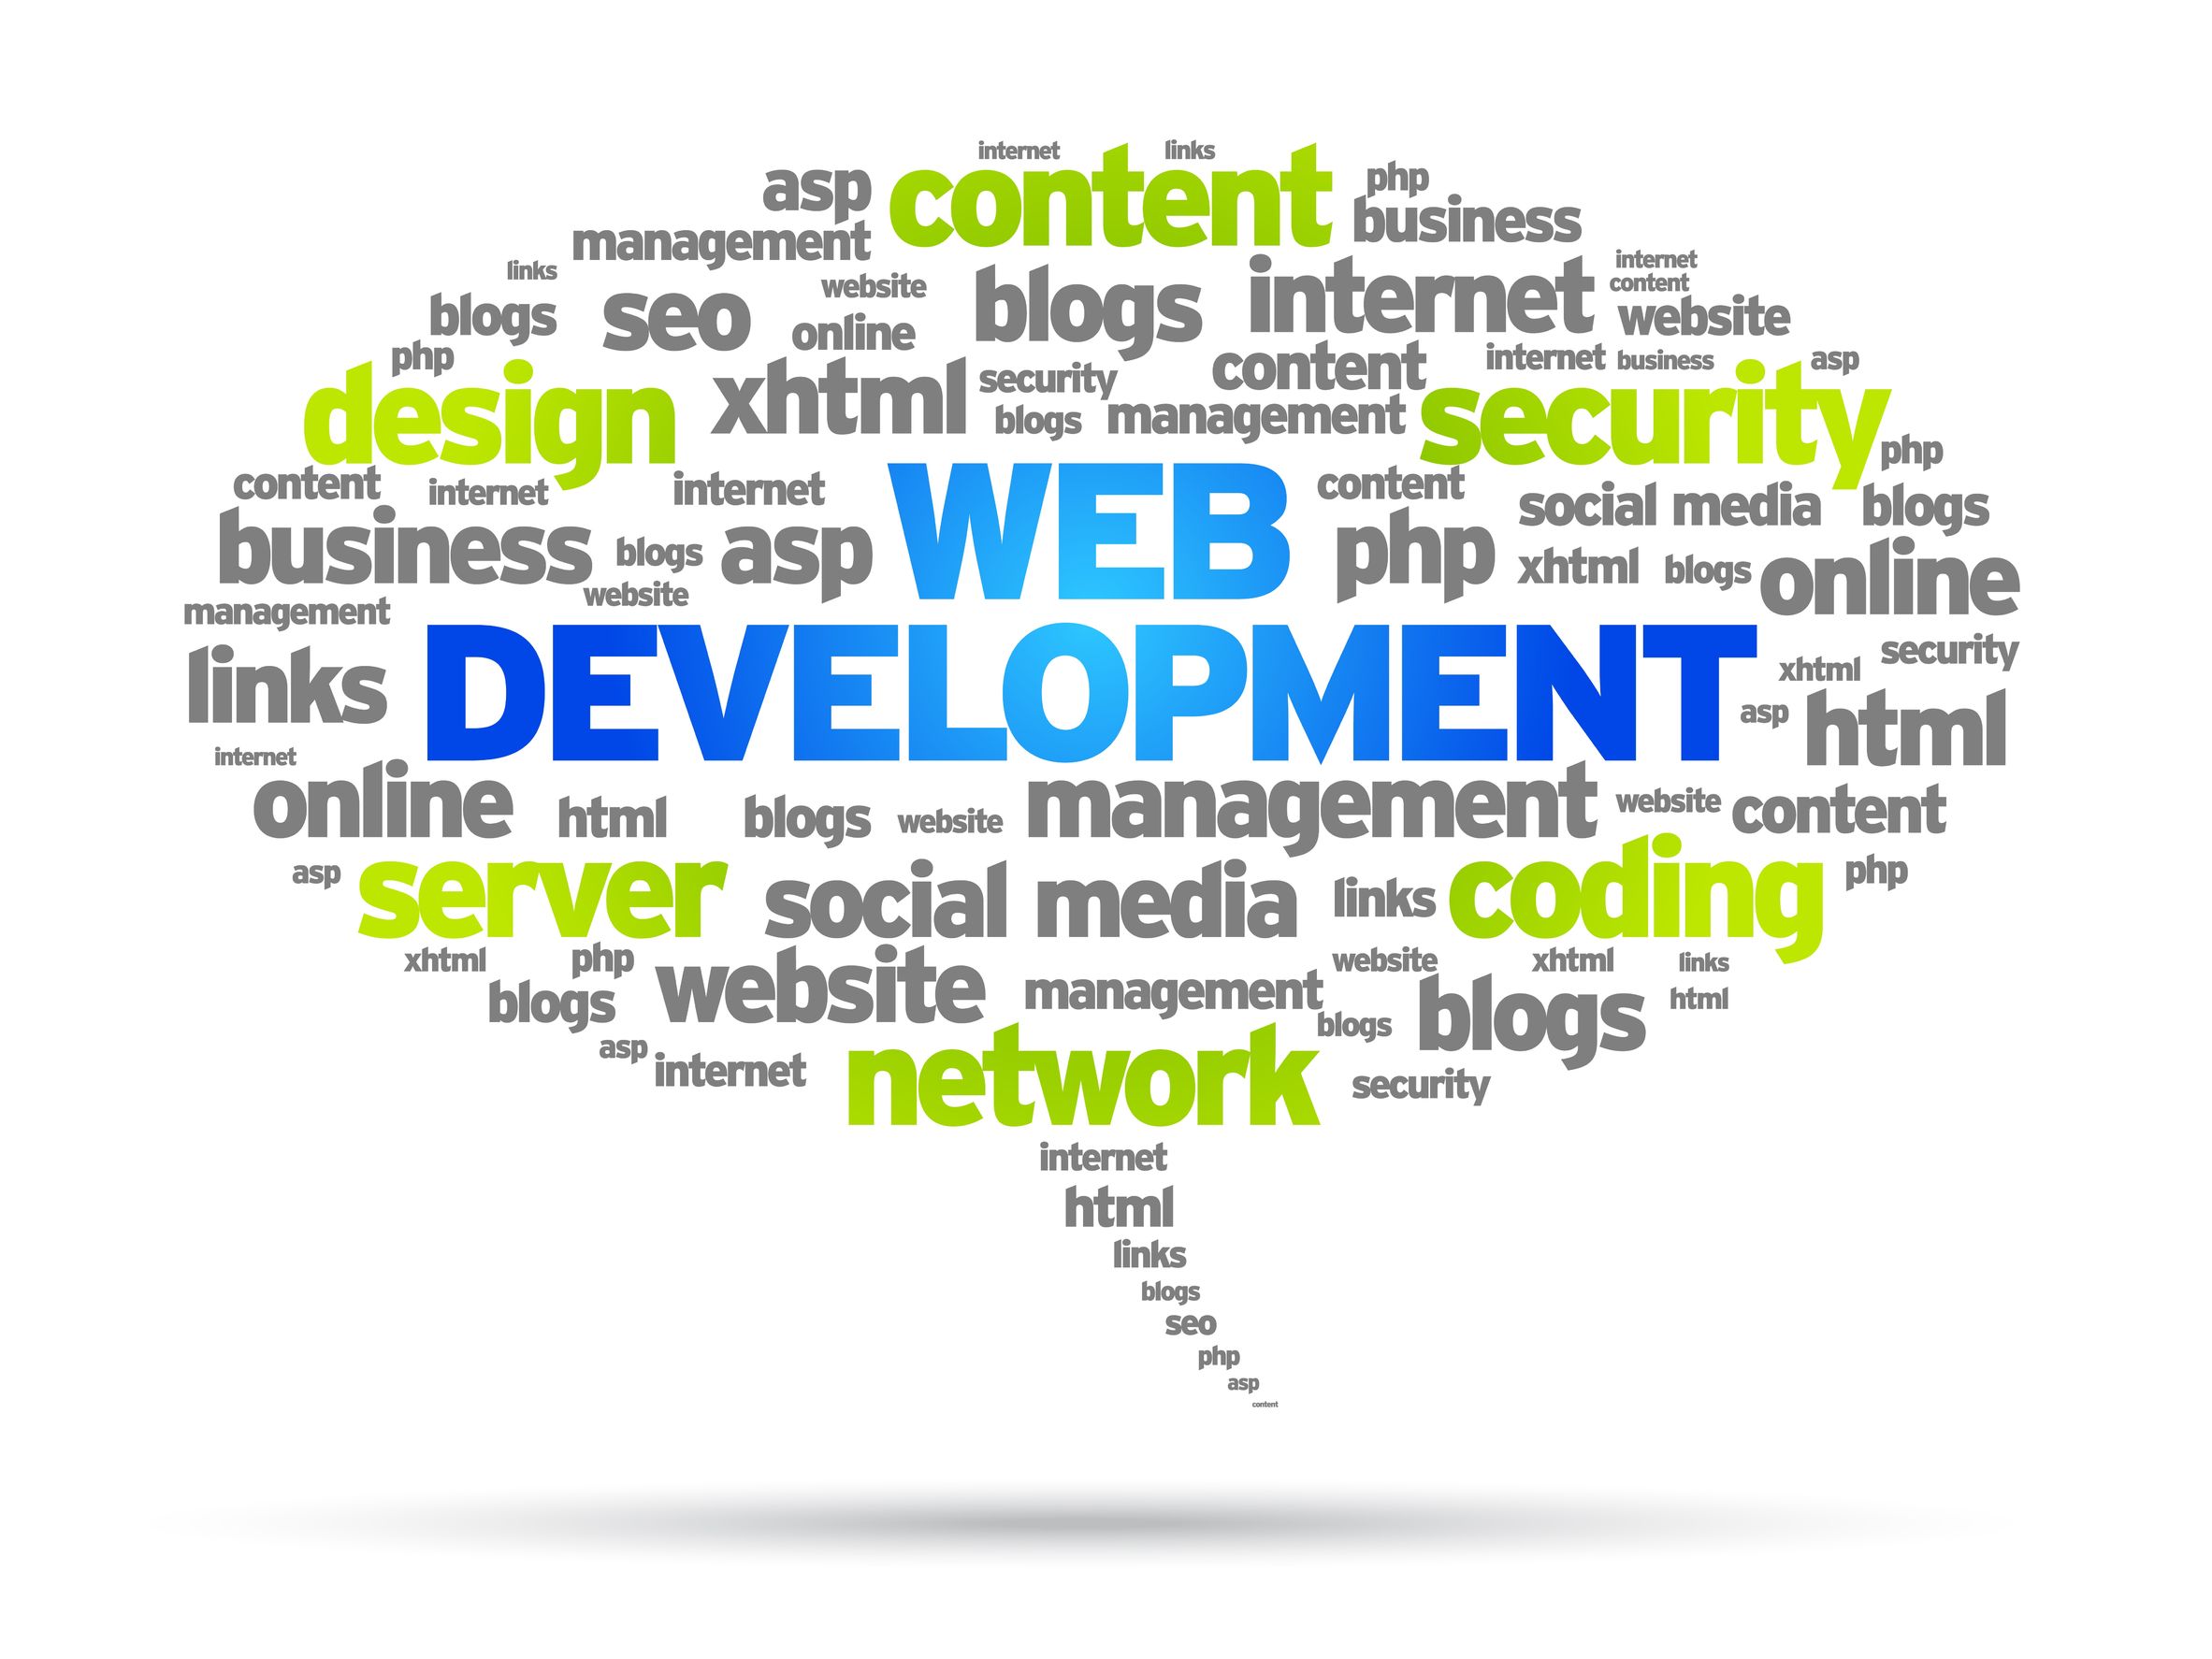 internet links
asp content php
management business
links website internet
blogs seo online blogs internet content
website
php content internet business asp
design xhtml security security
blogs management php
content internet internet WEB content social media blogs
business blogs asp php xhtml blogs online
website
management
links DEVELOPMENT xhtml security
asp html
internet
online html blogs website management website content
asp server social media links coding php
xhtml php website website xhtml links
blogs management blogs html
blogs
asp internet network security
internet
html
links
blogs
seo
php
asp
content